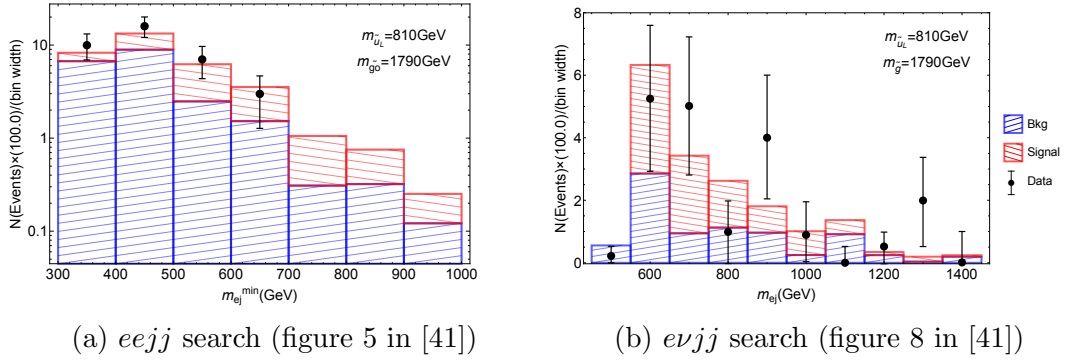 N(Events)×(100.0)/(bin width)
10
1
0.1
300 400 500 600 700 800 900 1000
m_ej^min(GeV)
m_ũL=810GeV
m_g̃o=1790GeV
(a) eejj search (figure 5 in [41])
N(Events)×(100.0)/(bin width)
8
6
4
2
0
600 800 1000 1200 1400
m_ej(GeV)
m_ũL=810GeV
m_g̃=1790GeV
Bkg
Signal
Data
(b) eνjj search (figure 8 in [41])